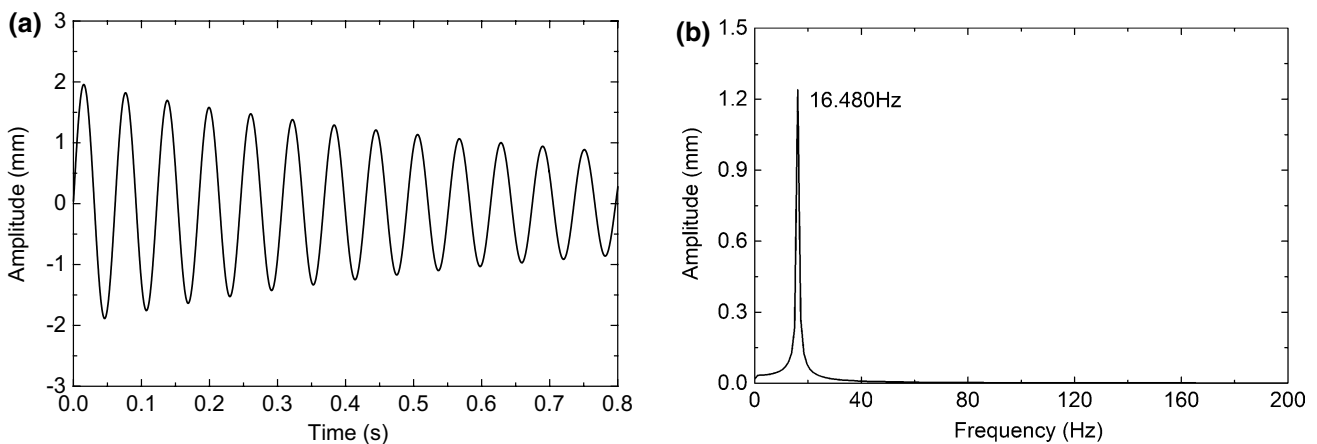 (a)
3
2
1
0
-1
-2
-3
Amplitude (mm)
0.0 0.1 0.2 0.3 0.4 0.5 0.6 0.7 0.8
Time (s)
(b)
1.5
1.2
0.9
0.6
0.3
0.0
Amplitude (mm)
16.480Hz
0 40 80 120 160 200
Frequency (Hz)